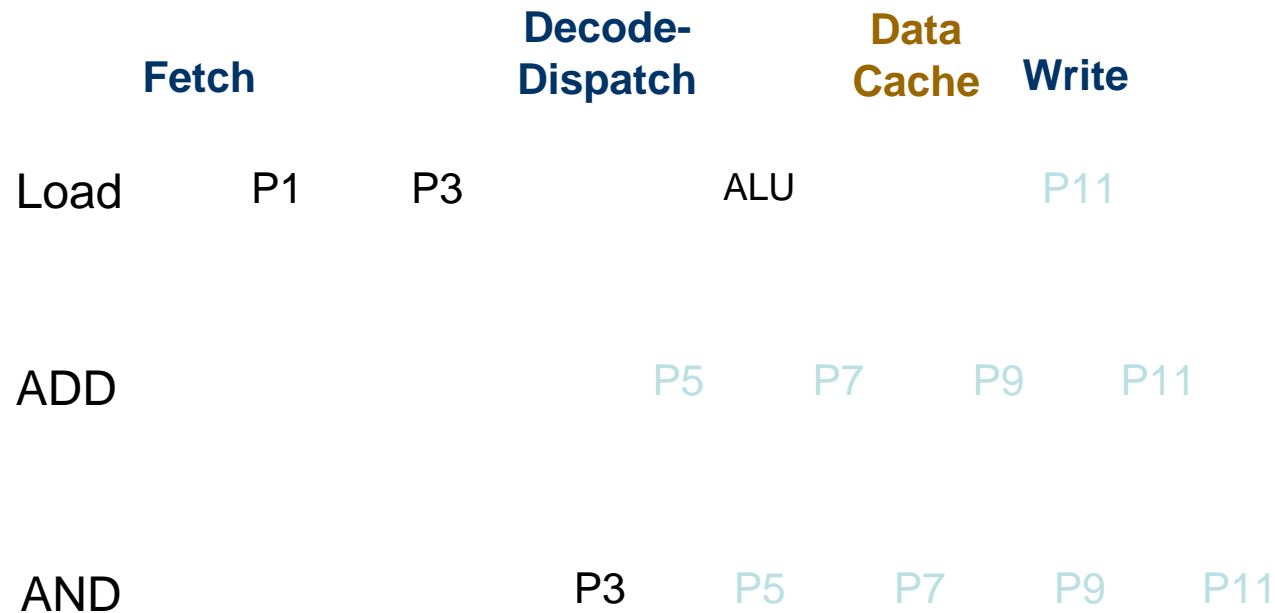 Fetch
Decode-
Dispatch
Data
Cache
Write
Load P1 P3 ALU P11
ADD P5 P7 P9 P11
AND P3 P5 P7 P9 P11